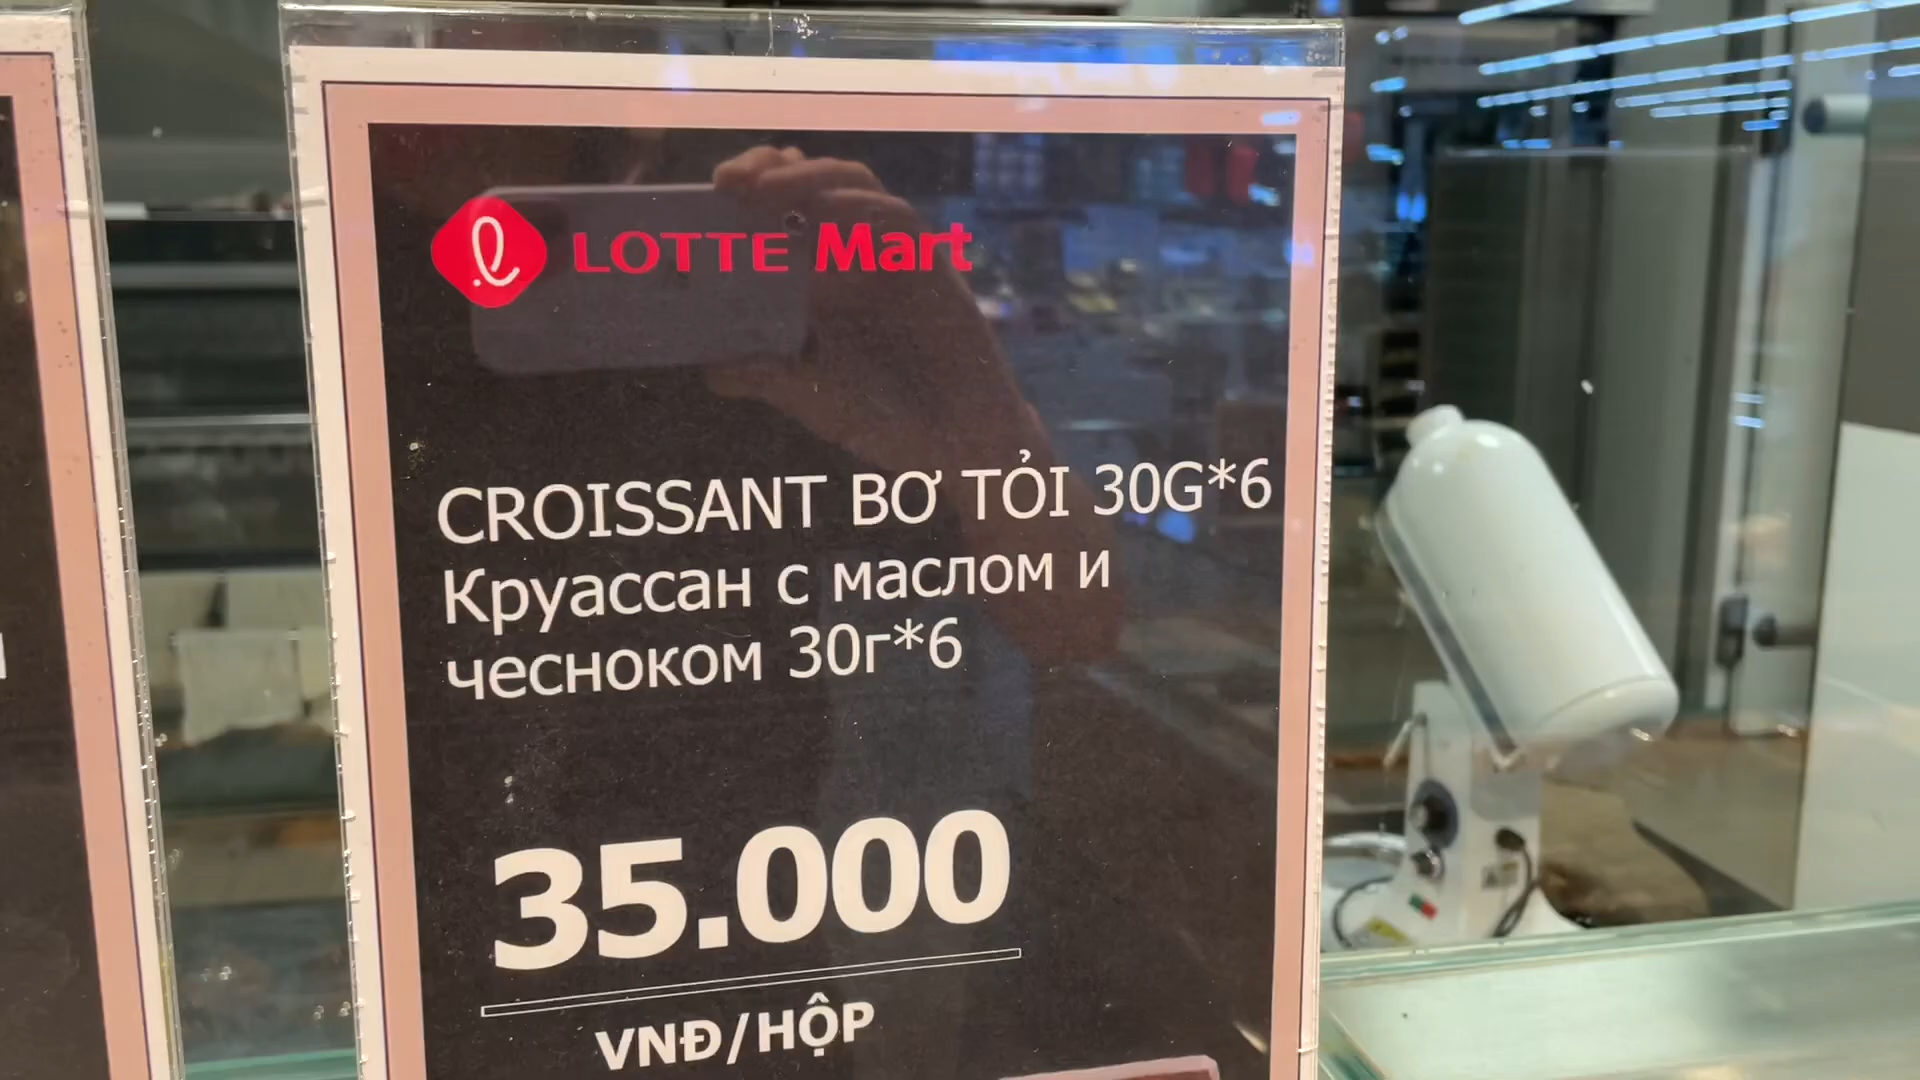 LOTTE Mart
CROISSANT BƠ TỎI 30G*6
Круассан с маслом и
чесноком 30г*6
35.000
VNĐ/HỘP